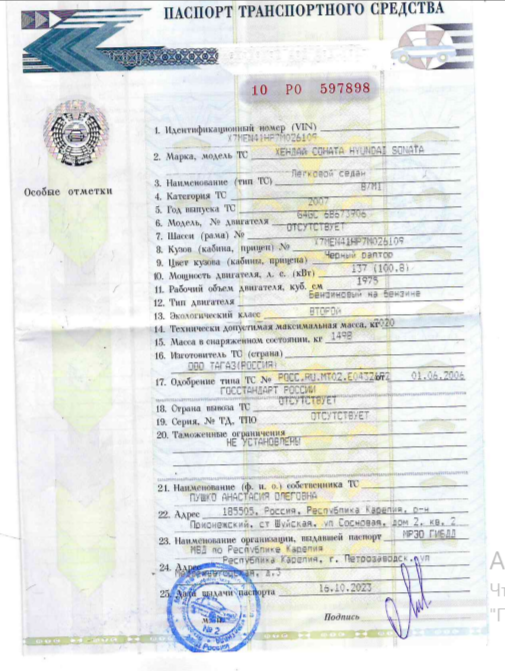 ПАСПОРТ ТРАНСПОРТНОГО СРЕДСТВА
10 РО 597898
Особые отметки
1. Идентификационный номер (VIN)
X7MEN41HP7M026109
2. Марка, модель ТС ХЕНДАЙ СОНАТА HYUNDAI SONATA
3. Наименование (тип ТС) Легковой седан
4. Категория ТС B/M1
5. Год выпуска ТС 2007
6. Модель, № двигателя G4GC 6B673906
7. Шасси (рама) № ОТСУТСТВУЕТ
8. Кузов (кабина, прицеп) № X7MEN41HP7M026109
9. Цвет кузова (кабины, прицепа) Черный раптор
10. Мощность двигателя, л. с. (кВт) 137 (100.8)
11. Рабочий объем двигателя, куб. см 1975
12. Тип двигателя Бензиновый на бензине
13. Экологический класс ВТОРОЙ
14. Технически допустимая максимальная масса, кг 2020
15. Масса в снаряженном состоянии, кг 1498
16. Изготовитель ТС (страна)
ООО ТАГАЗ(РОССИЯ)
17. Одобрение типа ТС № РОСС.RU.МТ02.Е04326Р2 от 01.06.2006
ГОССТАНДАРТ РОССИИ
18. Страна вывоза ТС ОТСУТСТВУЕТ
19. Серия, № ТД, ТПО ОТСУТСТВУЕТ
20. Таможенные ограничения
НЕ УСТАНОВЛЕНЫ
21. Наименование (ф. и. о.) собственника ТС
ПУШКО АНАСТАСИЯ ОЛЕГОВНА
22. Адрес 185505, Россия, Республика Карелия, р-н
Прионежский, ст Шуйская, ул Сосновая, дом 2, кв. 2
23. Наименование организации, выдавшей паспорт МРЭО ГИБДД
МВД по Республике Карелия
24. Адрес Республика Карелия, г. Петрозаводск, ул
25. Дата выдачи паспорта 16.10.2023
Подпись
№ 2